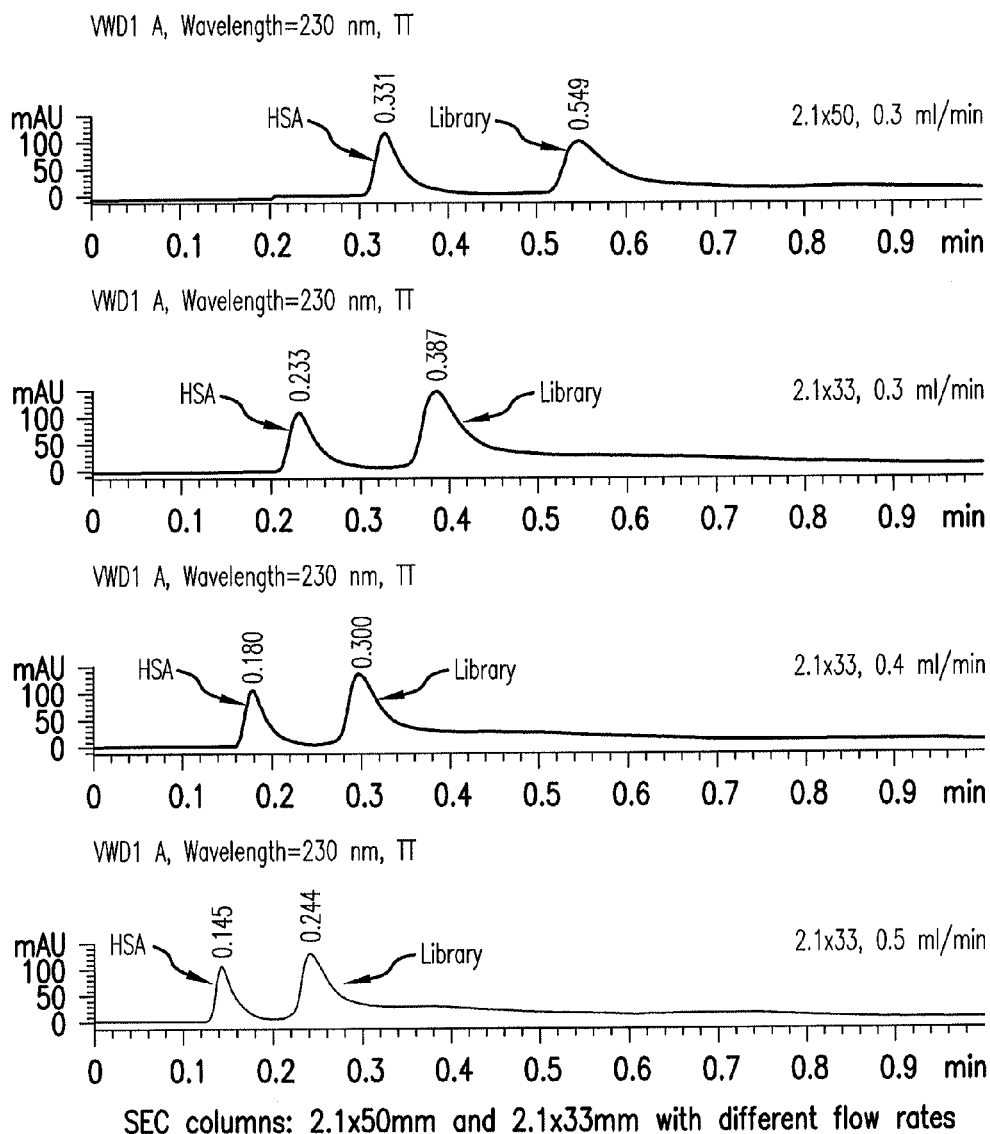 VWD1 A, Wavelength=230 nm, TT
mAU
100
50
0
HSA
0.331
Library
0.549
2.1x50, 0.3 ml/min
0 0.1 0.2 0.3 0.4 0.5 0.6 0.7 0.8 0.9 min
VWD1 A, Wavelength=230 nm, TT
mAU
100
50
0
HSA
0.233
0.387
Library
2.1x33, 0.3 ml/min
0 0.1 0.2 0.3 0.4 0.5 0.6 0.7 0.8 0.9 min
VWD1 A, Wavelength=230 nm, TT
mAU
100
50
0
HSA
0.180
0.300
Library
2.1x33, 0.4 ml/min
0 0.1 0.2 0.3 0.4 0.5 0.6 0.7 0.8 0.9 min
VWD1 A, Wavelength=230 nm, TT
mAU
100
50
0
HSA
0.145
0.244
Library
2.1x33, 0.5 ml/min
0 0.1 0.2 0.3 0.4 0.5 0.6 0.7 0.8 0.9 min
SEC columns: 2.1x50mm and 2.1x33mm with different flow rates